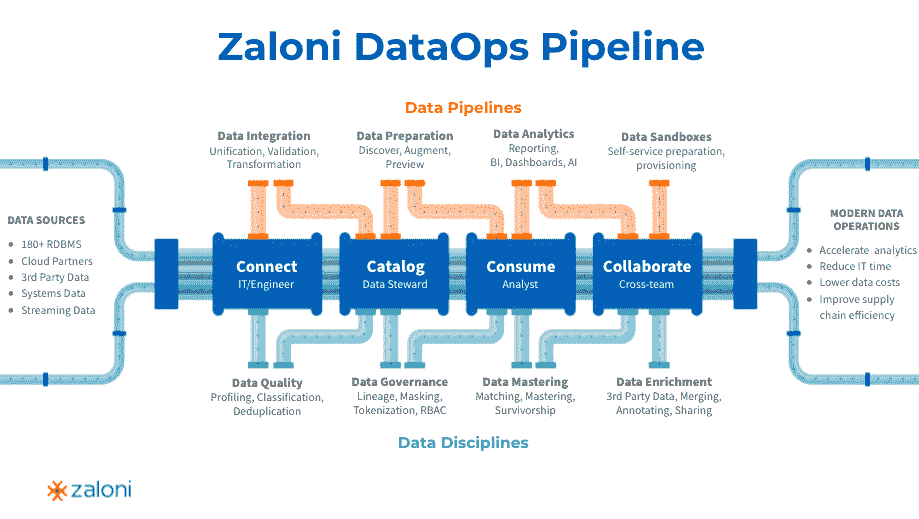 Zaloni DataOps Pipeline
Data Pipelines
Data Integration
Unification, Validation,
Transformation
Data Preparation
Discover, Augment,
Preview
Data Analytics
Reporting,
BI, Dashboards, AI
Data Sandboxes
Self-service preparation,
provisioning
DATA SOURCES
• 180+ RDBMS
• Cloud Partners
• 3rd Party Data
• Systems Data
• Streaming Data
Connect
IT/Engineer
Catalog
Data Steward
Consume
Analyst
Collaborate
Cross-team
MODERN DATA
OPERATIONS
• Accelerate analytics
• Reduce IT time
• Lower data costs
• Improve supply
chain efficiency
Data Quality
Profiling, Classification,
Deduplication
Data Governance
Lineage, Masking,
Tokenization, RBAC
Data Mastering
Matching, Mastering,
Survivorship
Data Enrichment
3rd Party Data, Merging,
Annotating, Sharing
Data Disciplines
zaloni